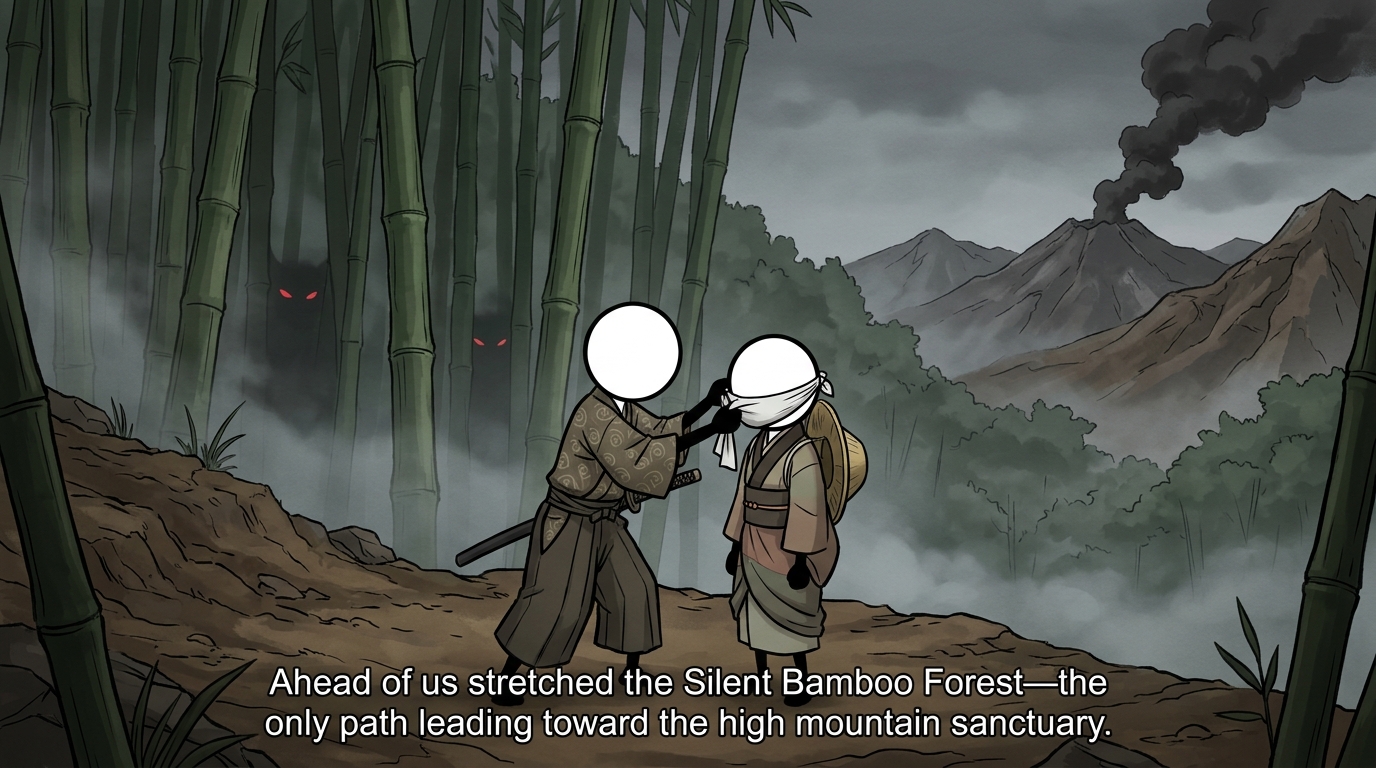 Ahead of us stretched the Silent Bamboo Forest—the
only path leading toward the high mountain sanctuary.